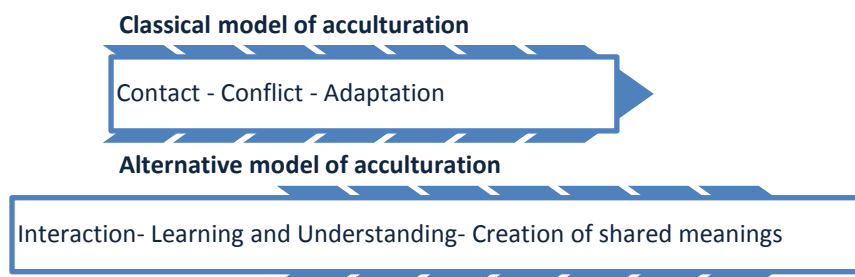 Classical model of acculturation
Contact - Conflict - Adaptation
Alternative model of acculturation
Interaction- Learning and Understanding- Creation of shared meanings